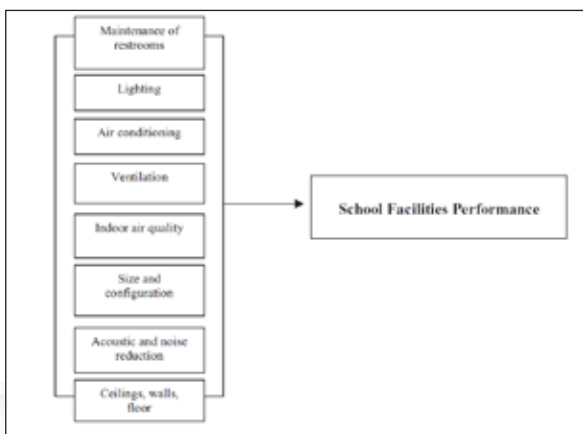 Maintenance of
restrooms
Lighting
Air conditioning
Ventilation
Indoor air quality
Size and
configuration
Acoustic and noise
reduction
Ceilings, walls,
floor
School Facilities Performance